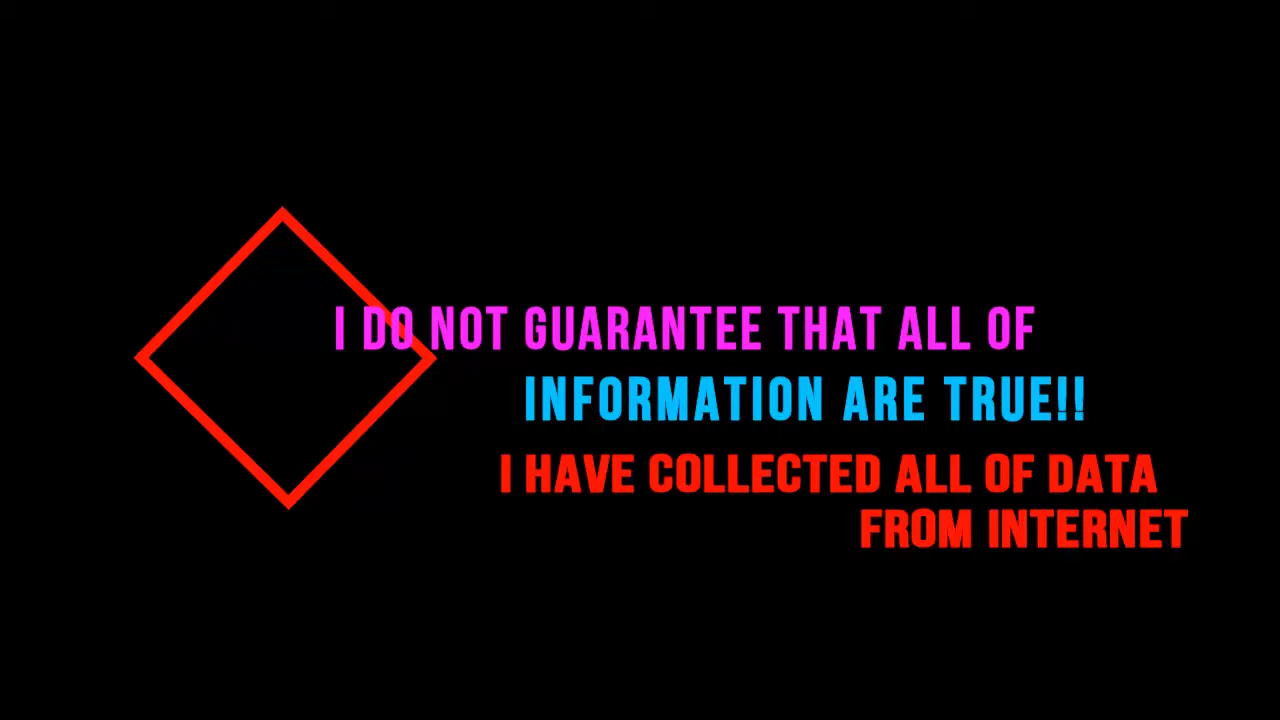 I DO NOT GUARANTEE THAT ALL OF
INFORMATION ARE TRUE!!
I HAVE COLLECTED ALL OF DATA
FROM INTERNET